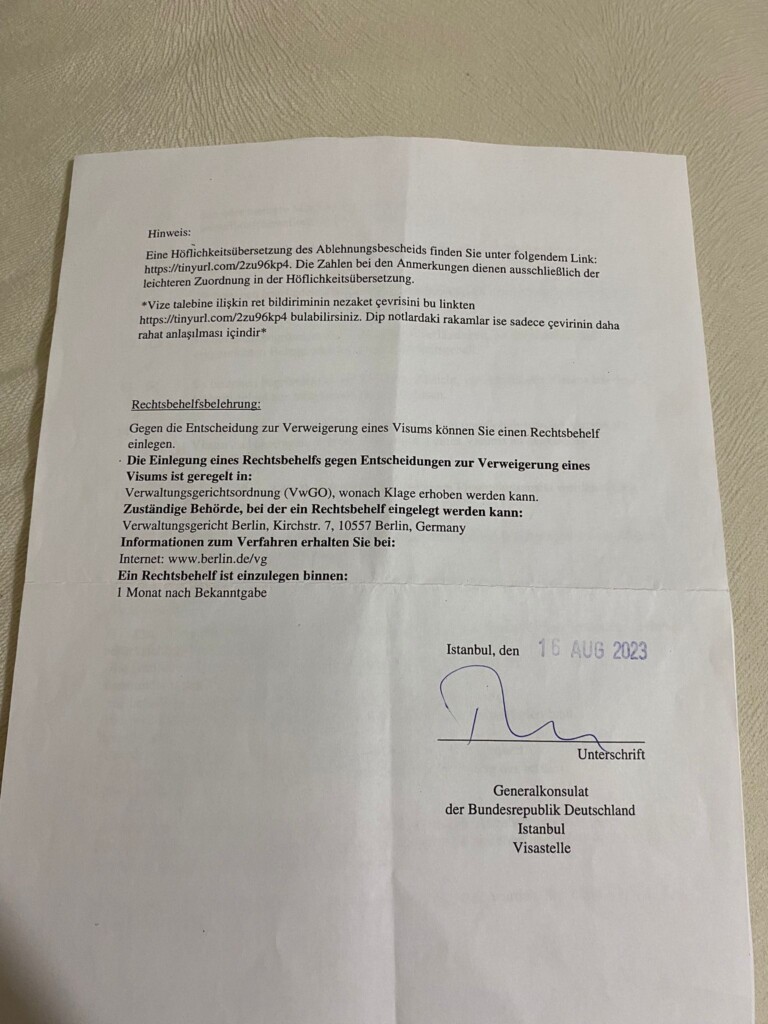 Hinweis:
Eine Höflichkeitsübersetzung des Ablehnungsbescheids finden Sie unter folgendem Link:
https://tinyurl.com/2zu96kp4. Die Zahlen bei den Anmerkungen dienen ausschließlich der
leichteren Zuordnung in der Höflichkeitsübersetzung.
*Vize talebine ilişkin ret bildiriminin nezaket çevrisini bu linkten
https://tinyurl.com/2zu96kp4 bulabilirsiniz. Dip notlardaki rakamlar ise sadece çevirinin daha
rahat anlaşılması içindir*
Rechtsbehelfsbelehrung:
Gegen die Entscheidung zur Verweigerung eines Visums können Sie einen Rechtsbehelf
einlegen.
Die Einlegung eines Rechtsbehelfs gegen Entscheidungen zur Verweigerung eines
Visums ist geregelt in:
Verwaltungsgerichtsordnung (VwGO), wonach Klage erhoben werden kann.
Zuständige Behörde, bei der ein Rechtsbehelf eingelegt werden kann:
Verwaltungsgericht Berlin, Kirchstr. 7, 10557 Berlin, Germany
Informationen zum Verfahren erhalten Sie bei:
Internet: www.berlin.de/vg
Ein Rechtsbehelf ist einzulegen binnen:
1 Monat nach Bekanntgabe
Istanbul, den 16 AUG 2023
Unterschrift
Generalkonsulat
der Bundesrepublik Deutschland
Istanbul
Visastelle